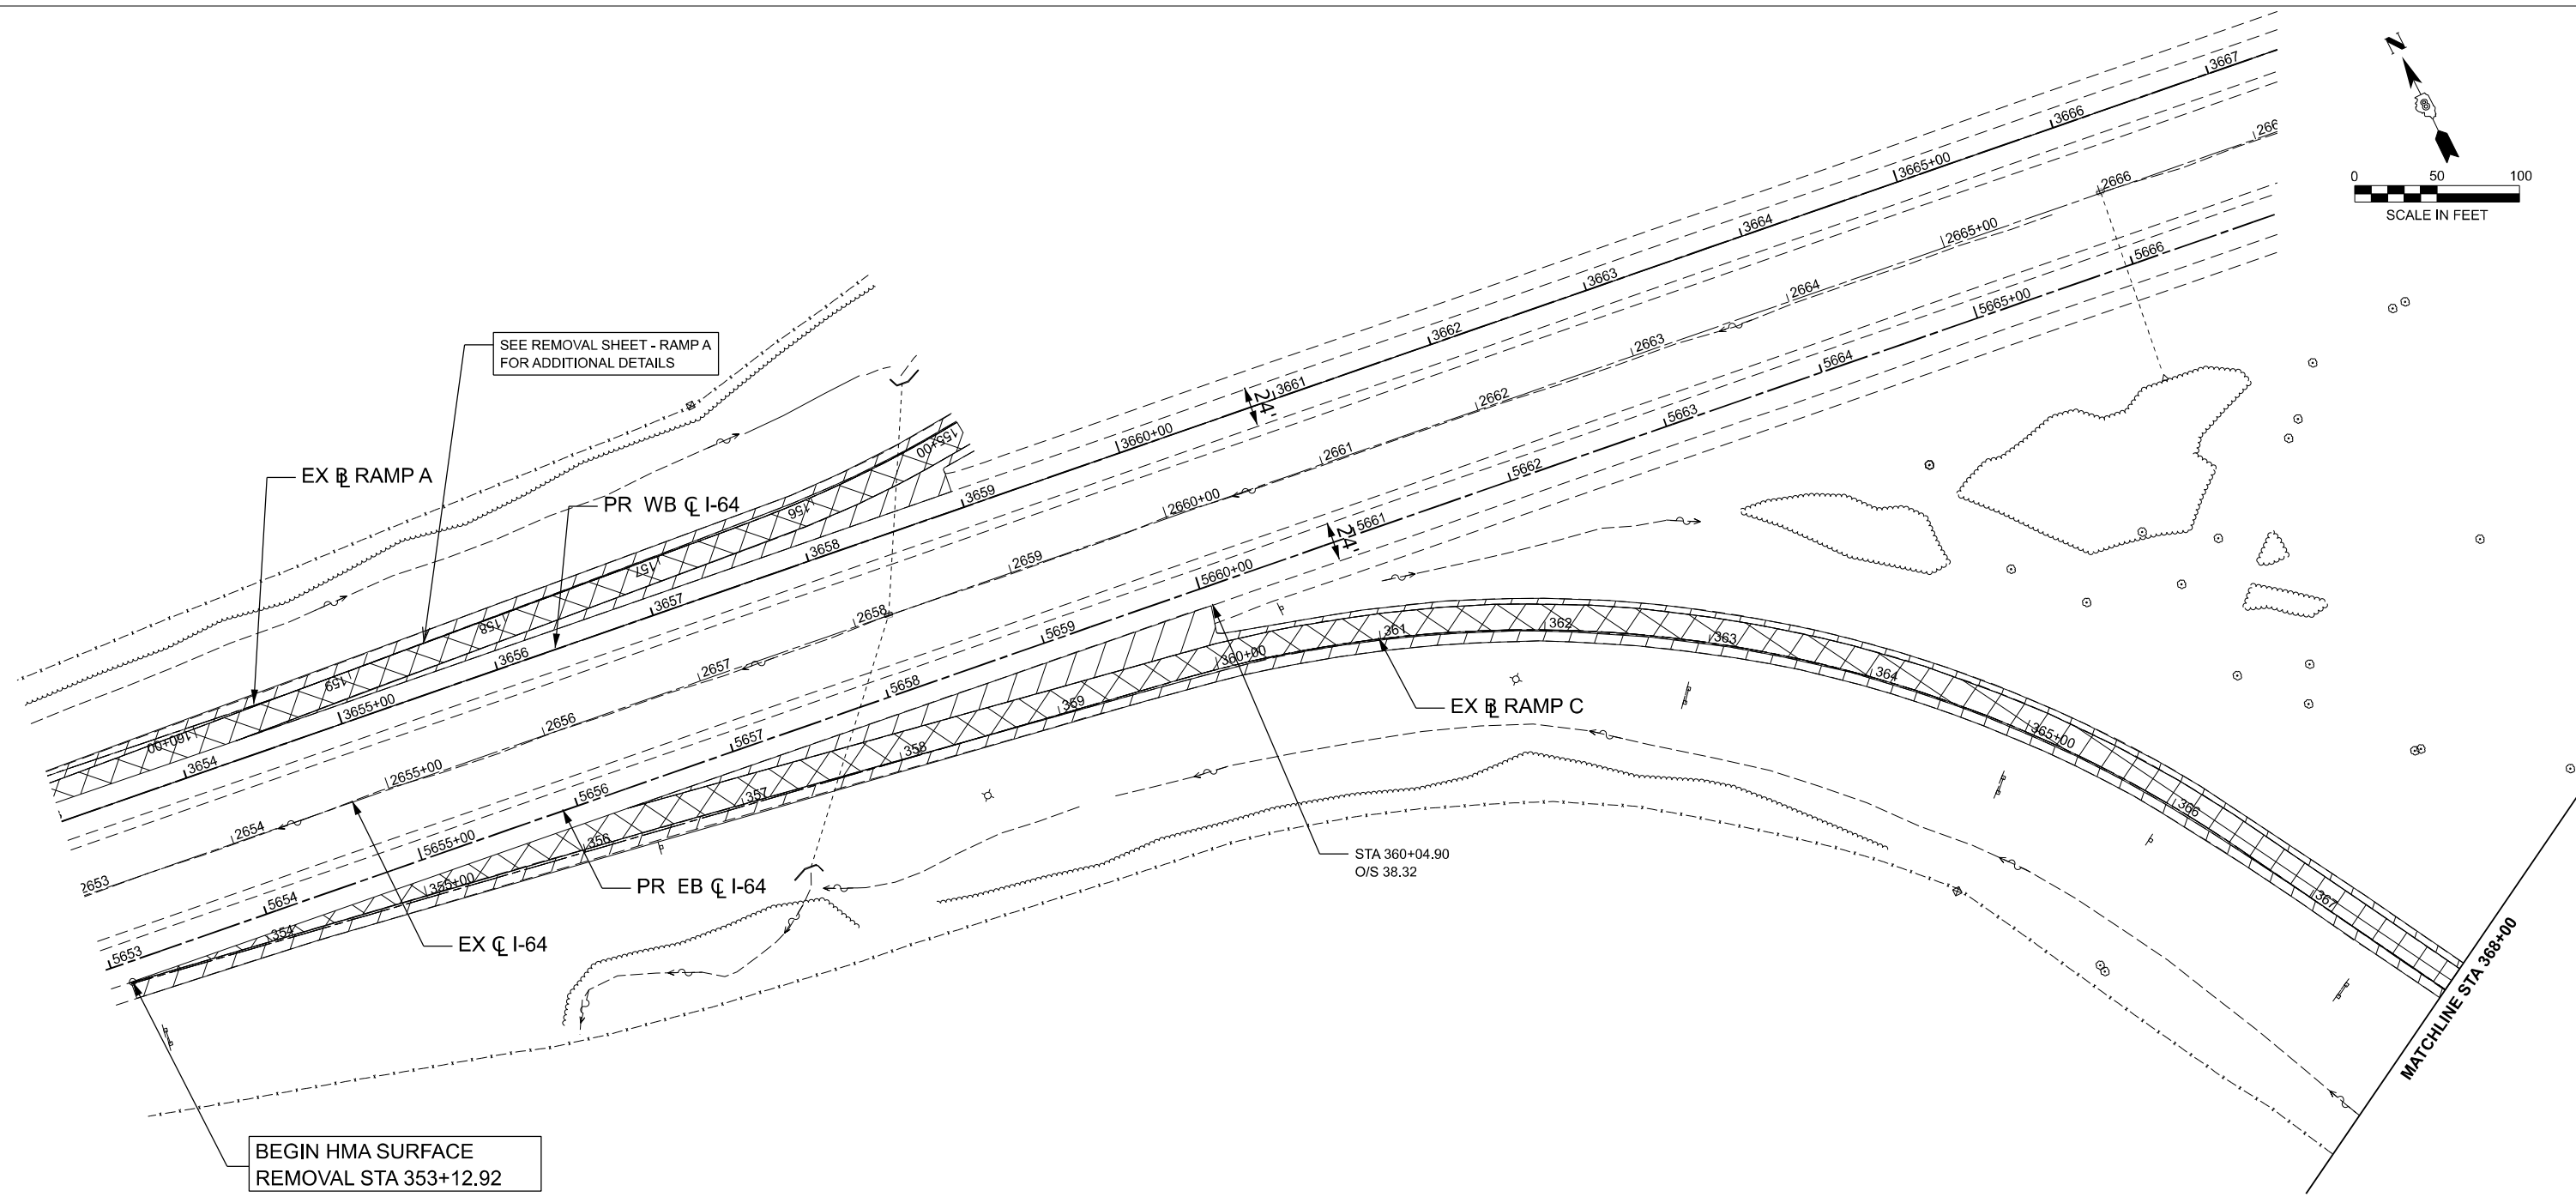 N
8
0 50 100
SCALE IN FEET
SEE REMOVAL SHEET - RAMP A
FOR ADDITIONAL DETAILS
EX ℄ RAMP A
PR WB ℄ I-64
160+00 159 158 157 156 155+00
3654 3655+00 3656 3657 3658 3659 3660+00 3661 3662 3663 3664 3665+00 3666 3667
24'
2653 2654 2655+00 2656 2657 2658 2659 2660+00 2661 2662 2663 2664 2665+00 2666 266
5653 5654 5655+00 5656 5657 5658 5659 5660+00 5661 5662 5663 5664 5665+00 5666
24'
354 355+00 356 357 358 359 360+00 361 362 363 364 365+00 366 367
EX ℄ RAMP C
STA 360+04.90
O/S 38.32
PR EB ℄ I-64
EX ℄ I-64
MATCHLINE STA 368+00
BEGIN HMA SURFACE
REMOVAL STA 353+12.92